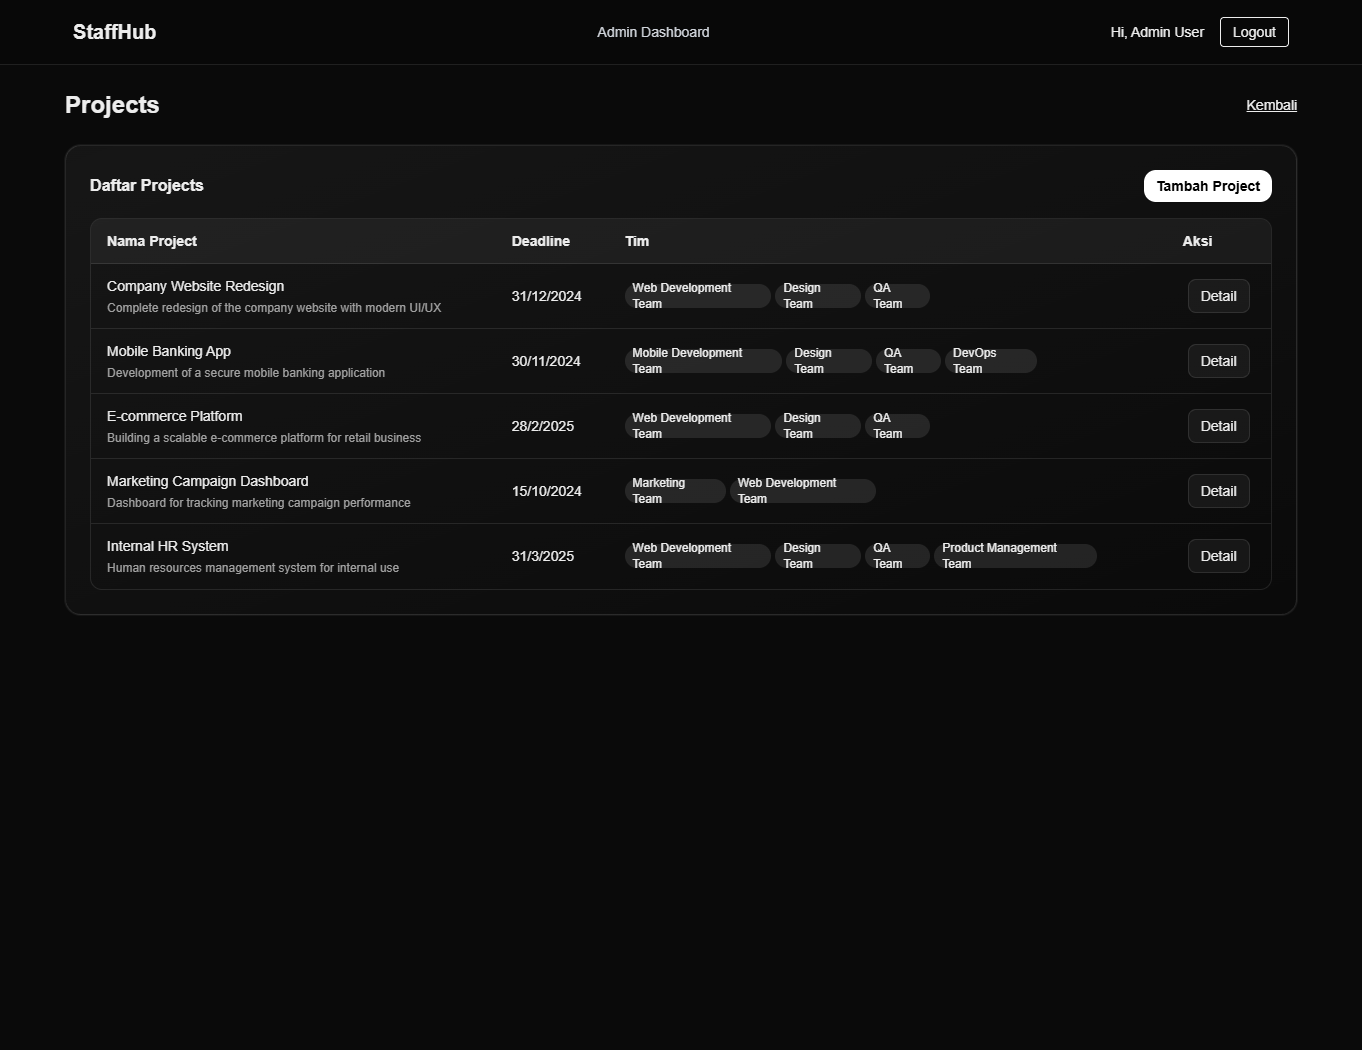 StaffHub
Admin Dashboard
Hi, Admin User
Logout
Projects
Kembali
Daftar Projects
Tambah Project
Nama Project
Deadline
Tim
Aksi
Company Website Redesign
Complete redesign of the company website with modern UI/UX
31/12/2024
Web Development
Team
Design
Team
QA
Team
Detail
Mobile Banking App
Development of a secure mobile banking application
30/11/2024
Mobile Development
Team
Design
Team
QA
Team
DevOps
Team
Detail
E-commerce Platform
Building a scalable e-commerce platform for retail business
28/2/2025
Web Development
Team
Design
Team
QA
Team
Detail
Marketing Campaign Dashboard
Dashboard for tracking marketing campaign performance
15/10/2024
Marketing
Team
Web Development
Team
Detail
Internal HR System
Human resources management system for internal use
31/3/2025
Web Development
Team
Design
Team
QA
Team
Product Management
Team
Detail